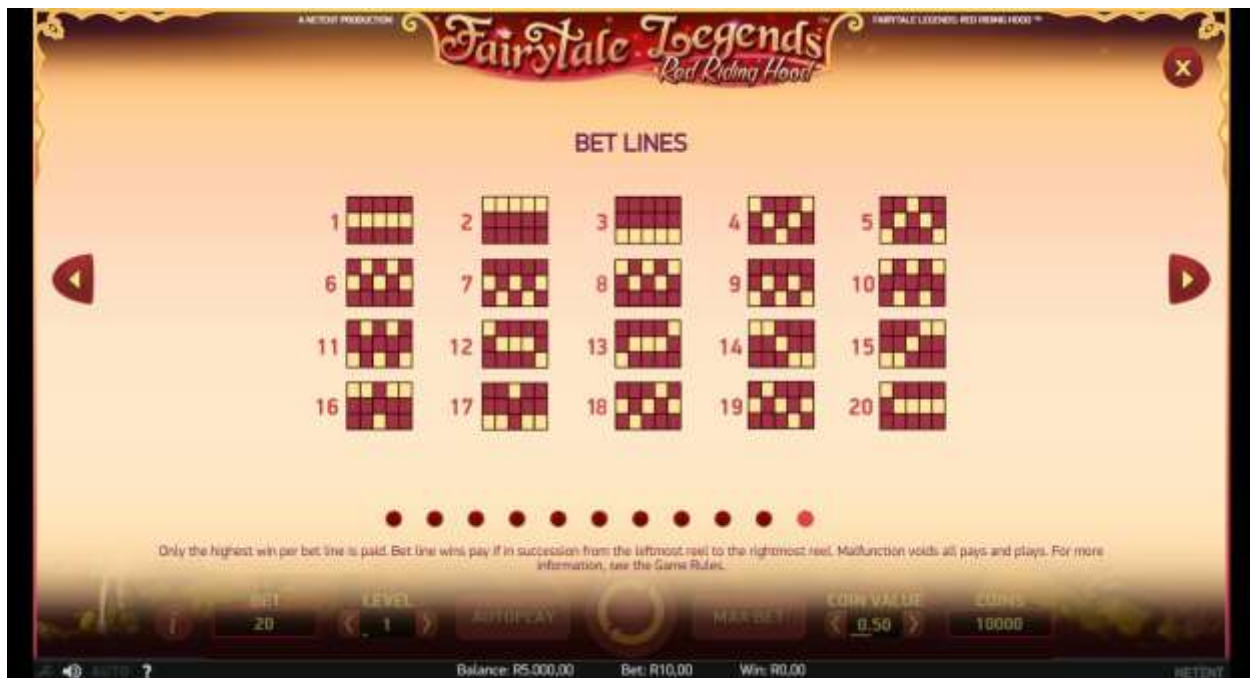 A NETENT PRODUCTION
FAIRYTALE LEGENDS: RED RIDING HOOD™
Fairytale Legends™
Red Riding Hood
X
BET LINES
1 2 3 4 5
6 7 8 9 10
11 12 13 14 15
16 17 18 19 20
Only the highest win per bet line is paid. Bet line wins pay if in succession from the leftmost reel to the rightmost reel. Malfunction voids all pays and plays. For more
information, see the Game Rules.
BET LEVEL COIN VALUE COINS
i 20 1 AUTOPLAY MAX BET 0.50 10000
AUTO ? Balance: R5.000,00 Bet: R10,00 Win: R0,00 NETENT